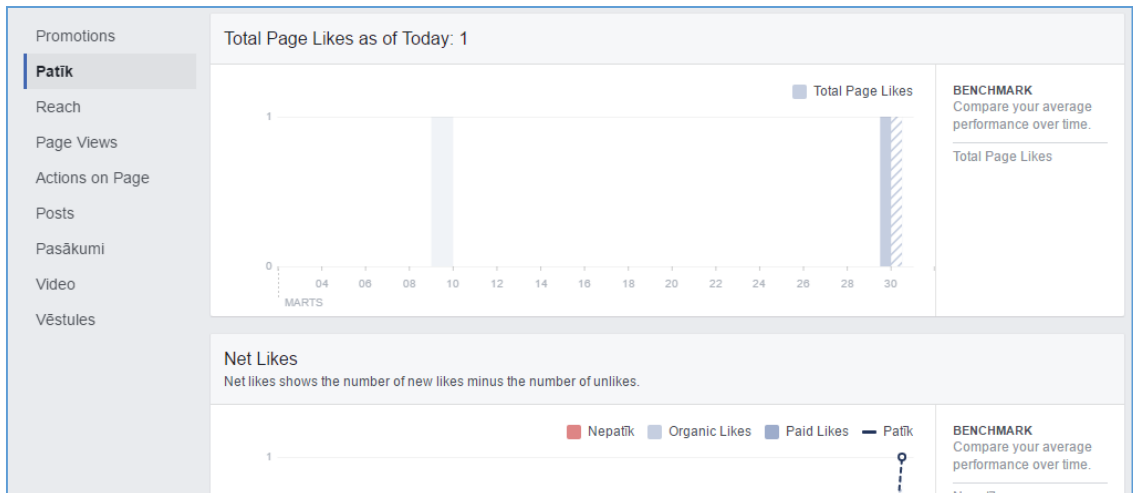 Promotions
Patīk
Reach
Page Views
Actions on Page
Posts
Pasākumi
Video
Vēstules
Total Page Likes as of Today: 1
Total Page Likes
1
0
04 06 08 10 12 14 16 18 20 22 24 26 28 30
MARTS
BENCHMARK
Compare your average
performance over time.
Total Page Likes
Net Likes
Net likes shows the number of new likes minus the number of unlikes.
Nepatīk Organic Likes Paid Likes Patīk
1
BENCHMARK
Compare your average
performance over time.